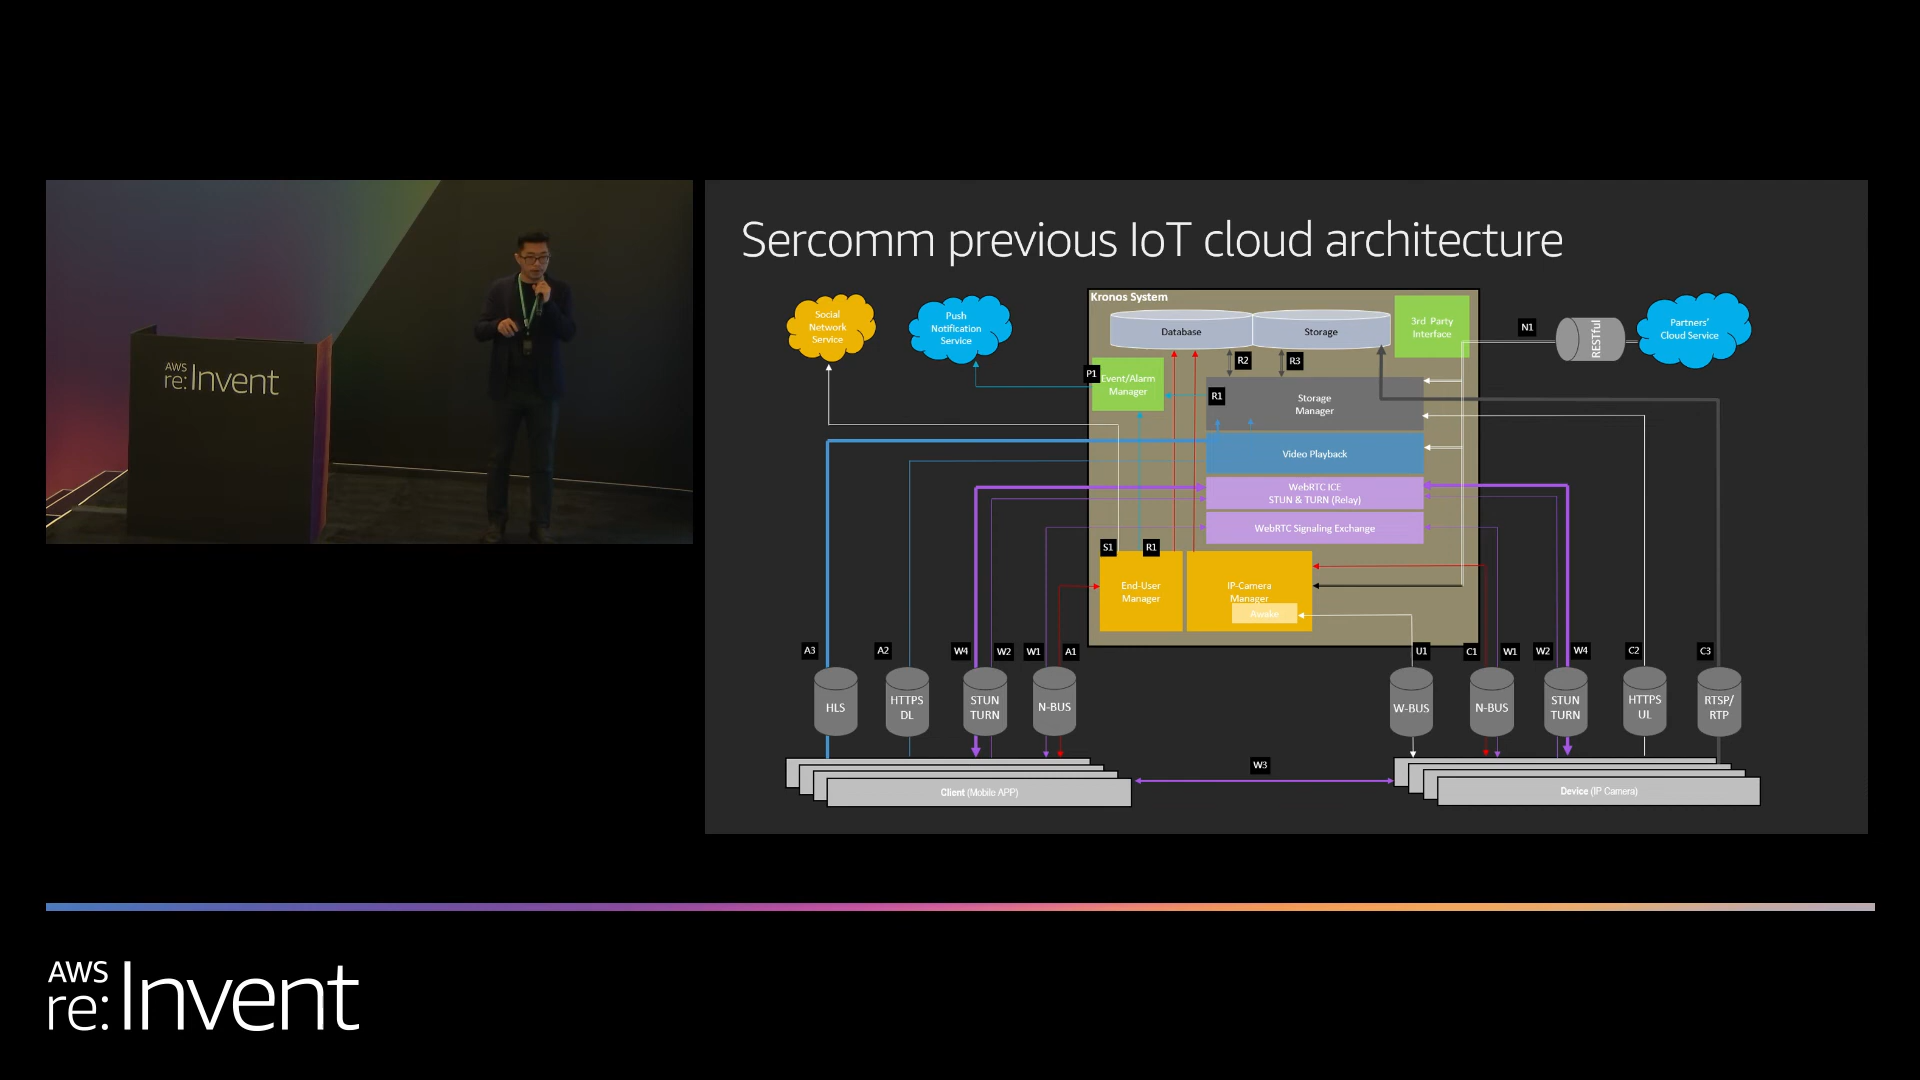 AWS
re:Invent
Sercomm previous IoT cloud architecture
Social
Network
Service
Push
Notification
Service
Kronos System
Database
Storage
3rd Party
Interface
N1
RESTful
Partners'
Cloud Service
R2
R3
P1
Event/Alarm
Manager
R1
Storage
Manager
Video Playback
WebRTC ICE
STUN & TURN (Relay)
WebRTC Signaling Exchange
S1
R1
End-User
Manager
IP-Camera
Manager
Awake
A3
A2
W4
W2
W1
A1
U1
C1
W1
W2
W4
C2
C3
HLS
HTTPS
DL
STUN
TURN
N-BUS
W-BUS
N-BUS
STUN
TURN
HTTPS
UL
RTSP/
RTP
W3
Client (Mobile APP)
Device (IP Camera)
AWS
re:Invent